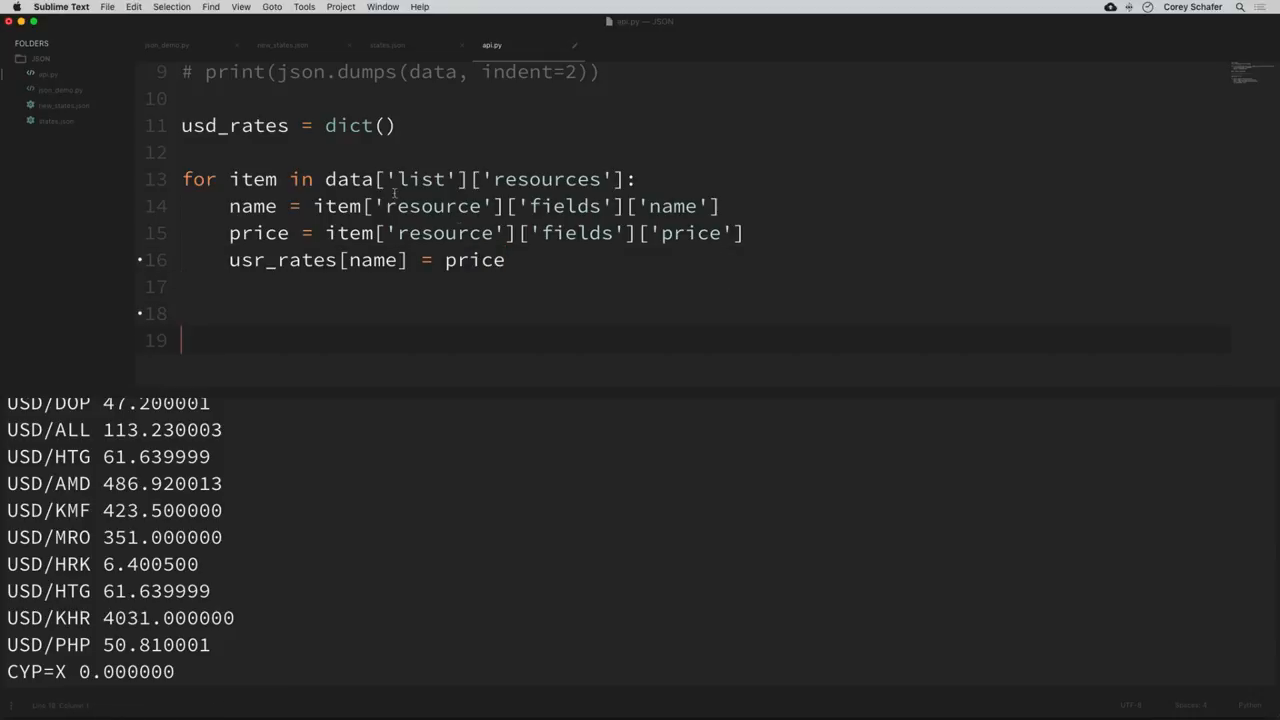 Sublime Text File Edit Selection Find View Goto Tools Project Window Help Corey Schafer
api.py — JSON
FOLDERS
JSON
api.py
json_demo.py
new_states.json
states.json
json_demo.py new_states.json states.json api.py
9 # print(json.dumps(data, indent=2))
10
11 usd_rates = dict()
12
13 for item in data['list']['resources']:
14 name = item['resource']['fields']['name']
15 price = item['resource']['fields']['price']
16 usr_rates[name] = price
17
18
19
USD/DOP 47.200001
USD/ALL 113.230003
USD/HTG 61.639999
USD/AMD 486.920013
USD/KMF 423.500000
USD/MRO 351.000000
USD/HRK 6.400500
USD/HTG 61.639999
USD/KHR 4031.000000
USD/PHP 50.810001
CYP=X 0.000000
UTF-8 Spaces: 4 Python